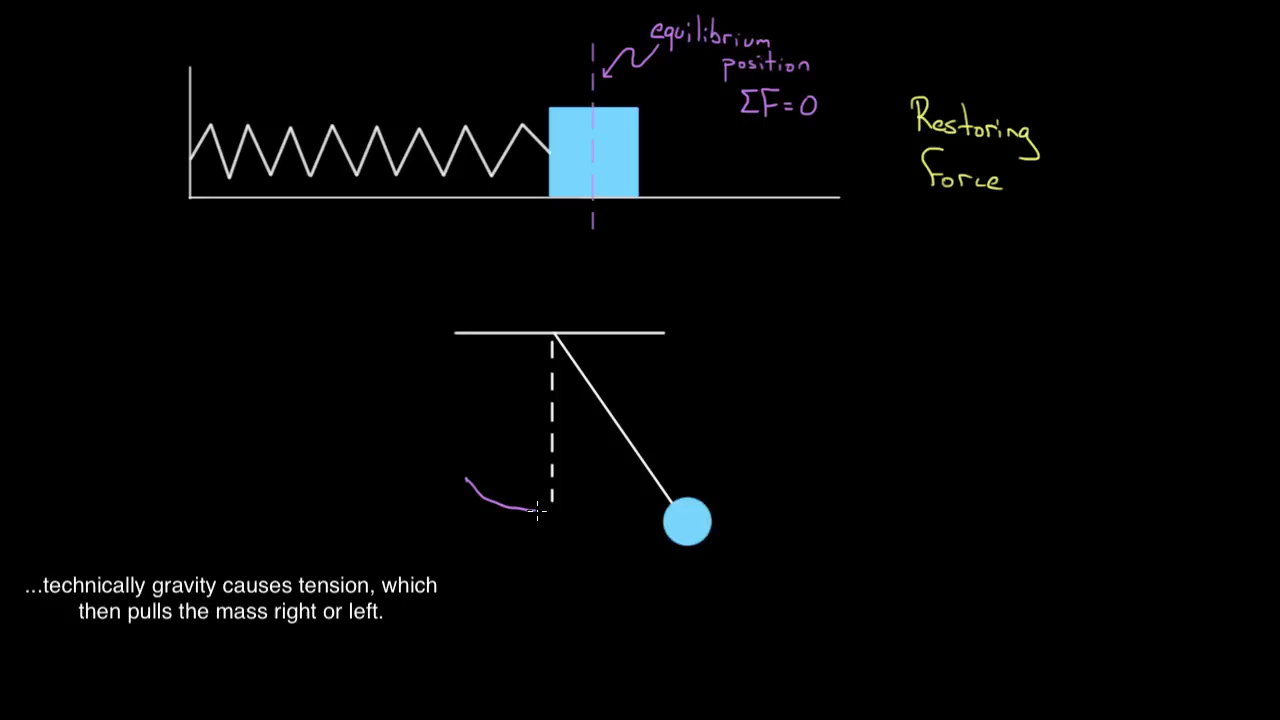 equilibrium
position
ΣF=0
Restoring
Force
...technically gravity causes tension, which
then pulls the mass right or left.